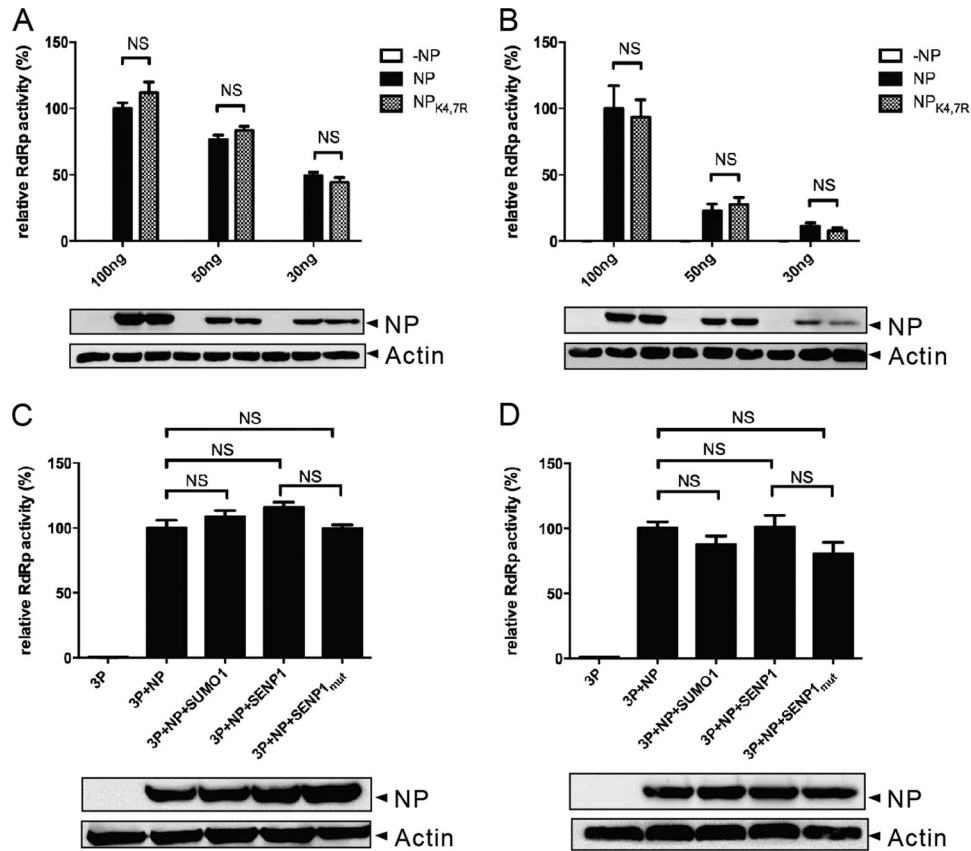 A
relative RdRp activity (%)
150
100
50
0
NS
NS
NS
-NP
NP
NPK4,7R
100ng
50ng
30ng
NP
Actin
B
relative RdRp activity (%)
150
100
50
0
NS
NS
NS
-NP
NP
NPK4,7R
100ng
50ng
30ng
NP
Actin
C
relative RdRp activity (%)
150
100
50
0
NS
NS
NS
NS
3P
3P+NP
3P+NP+SUMO1
3P+NP+SENP1
3P+NP+SENP1mut
NP
Actin
D
relative RdRp activity (%)
150
100
50
0
NS
NS
NS
NS
3P
3P+NP
3P+NP+SUMO1
3P+NP+SENP1
3P+NP+SENP1mut
NP
Actin